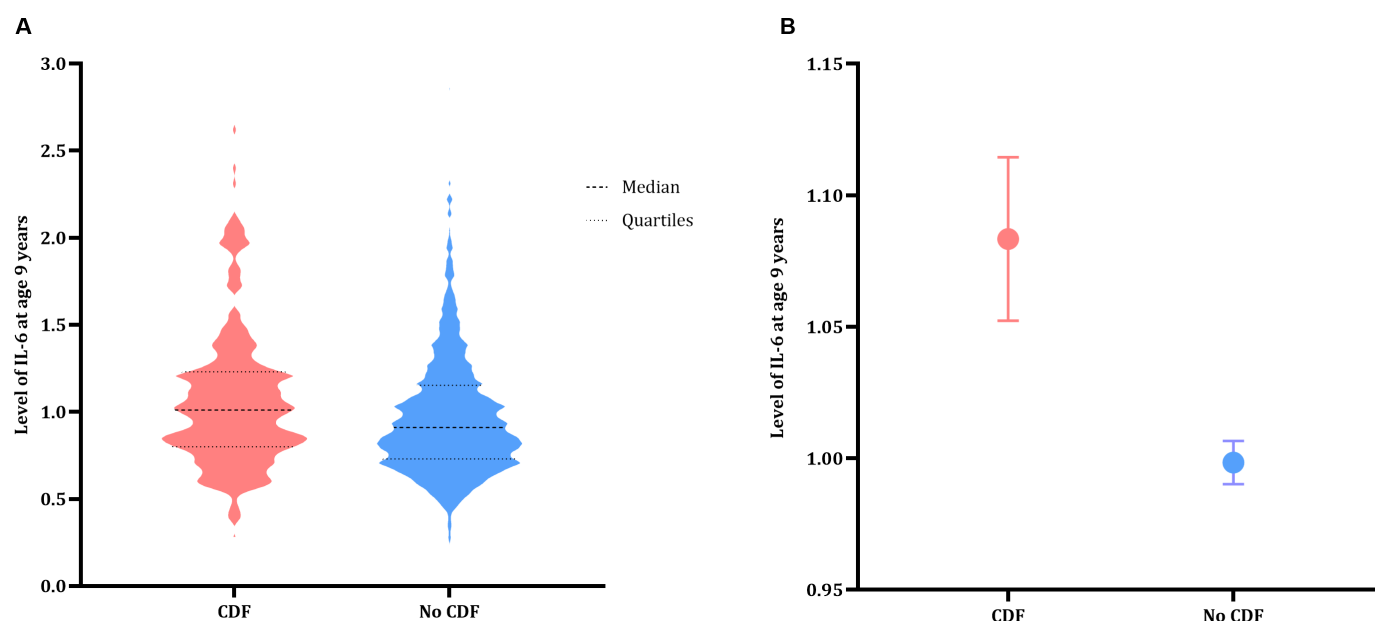 A
Level of IL-6 at age 9 years
3.0
2.5
2.0
1.5
1.0
0.5
0.0
CDF
No CDF
Median
Quartiles
B
Level of IL-6 at age 9 years
1.15
1.10
1.05
1.00
0.95
CDF
No CDF